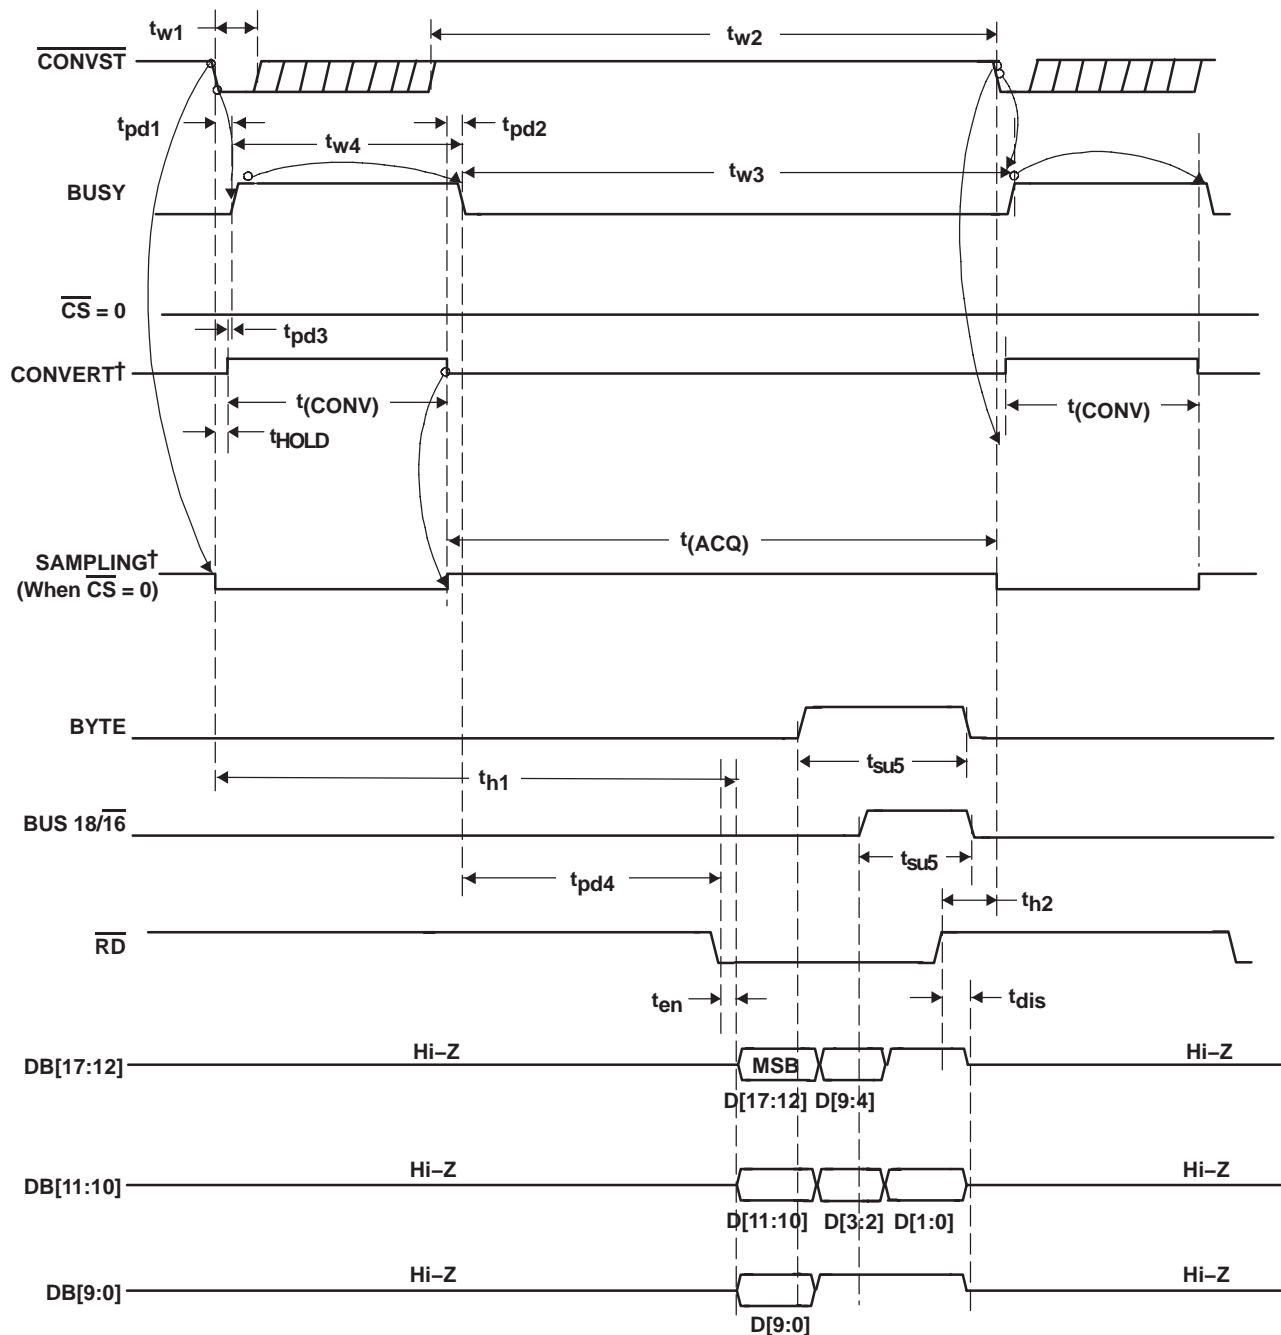 tw1
tw2
CONVST
tpd1
tw4
tpd2
tw3
BUSY
CS = 0
tpd3
CONVERT†
t(CONV)
t(CONV)
tHOLD
t(ACQ)
SAMPLING†
(When CS = 0)
BYTE
tsu5
th1
BUS 18/16
tsu5
tpd4
th2
RD
ten
tdis
Hi–Z
Hi–Z
DB[17:12]
MSB
D[17:12] D[9:4]
Hi–Z
Hi–Z
DB[11:10]
D[11:10] D[3:2] D[1:0]
Hi–Z
Hi–Z
DB[9:0]
D[9:0]